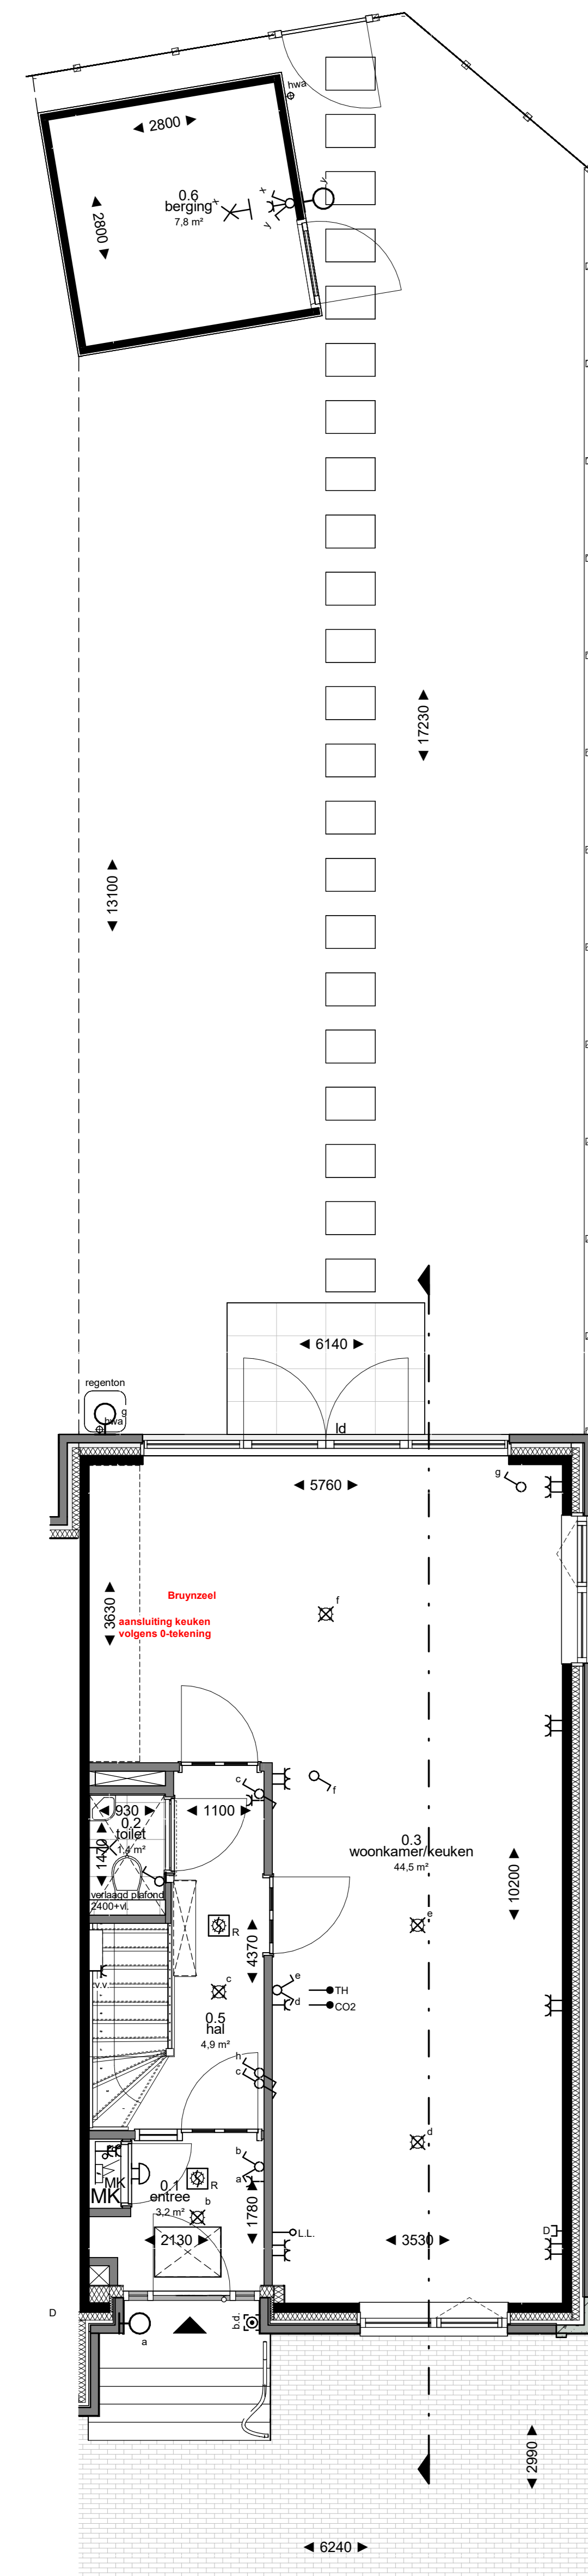 hwa
2800
2800
0.6
berging
7,8 m²
x
x
y
y
17230
13100
6140
regenton
g
hwa
ld
5760
g
3630
Bruynzeel
aansluiting keuken
volgens 0-tekening
f
f
c
930
1100
0.2
toilet
1.4 m²
1470
verlaagd plafond
2400+vl.
0.3
woonkamer/keuken
44,5 m²
10200
R
4370
e
v.v.
c
e
d
TH
CO2
0.5
hal
4,9 m²
h
c
d
b
a
MK
MK
0.1
entree
3,2 m²
R
b
1780
2130
L.L.
3530
D
D
a
b.d.
2990
6240